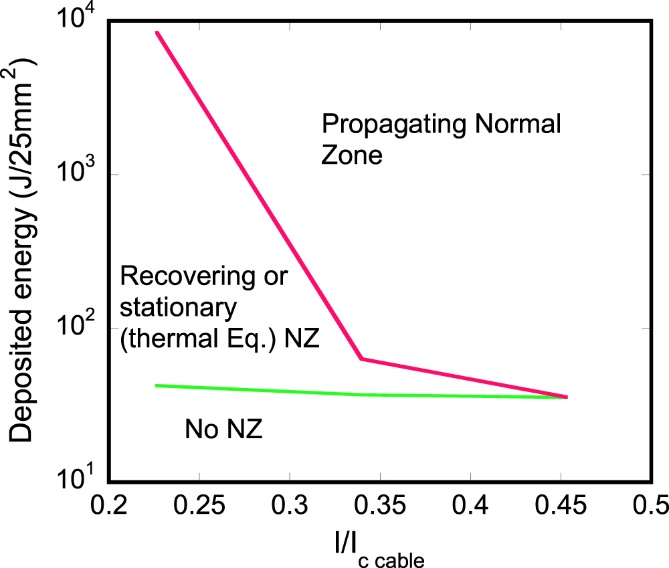 10^4
10^3
10^2
10^1
Deposited energy (J/25mm^2)
Propagating Normal
Zone
Recovering or
stationary
(thermal Eq.) NZ
No NZ
0.2 0.25 0.3 0.35 0.4 0.45 0.5
I/I_c cable